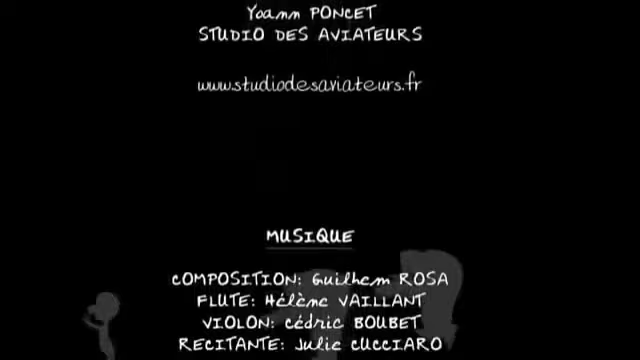 Yoann PONCET
STUDIO DES AVIATEURS
www.studiodesaviateurs.fr
MUSIQUE
COMPOSITION: Guilhem ROSA
FLUTE: Hélène VAILLANT
VIOLON: Cédric BOUBET
RECITANTE: Julie CUCCIARO